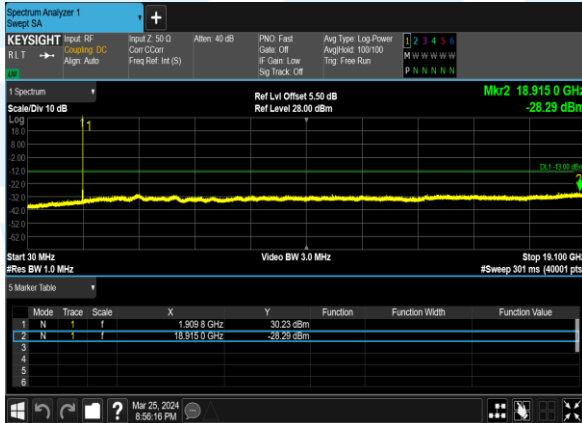 Spectrum Analyzer 1
Swept SA
+
KEYSIGHT Input: RF Input Z: 50 Ω Atten: 40 dB PNO: Fast Avg Type: Log-Power 1 2 3 4 5 6
RLT Coupling: DC Corr CCorr Gate: Off Avg|Hold: 100/100 M W W W W W
Align: Auto Freq Ref: Int (S) IF Gain: Low Trig: Free Run
Sig Track: Off P N N N N N
1 Spectrum
Ref Lvl Offset 5.50 dB Mkr2 18.915 0 GHz
Scale/Div 10 dB Ref Level 28.00 dBm -28.29 dBm
Log
18.0
8.00
-2.00
-12.0
-22.0
-32.0
-42.0
-52.0
-62.0
1
DL1 -13.00 dBm
2
Start 30 MHz Video BW 3.0 MHz Stop 19.100 GHz
#Res BW 1.0 MHz #Sweep 301 ms (40001 pts
5 Marker Table
Mode Trace Scale X Y Function Function Width Function Value
1 N 1 f 1.909 8 GHz 30.23 dBm
2 N 1 f 18.915 0 GHz -28.29 dBm
3
4
5
6
? Mar 25, 2024
8:56:16 PM